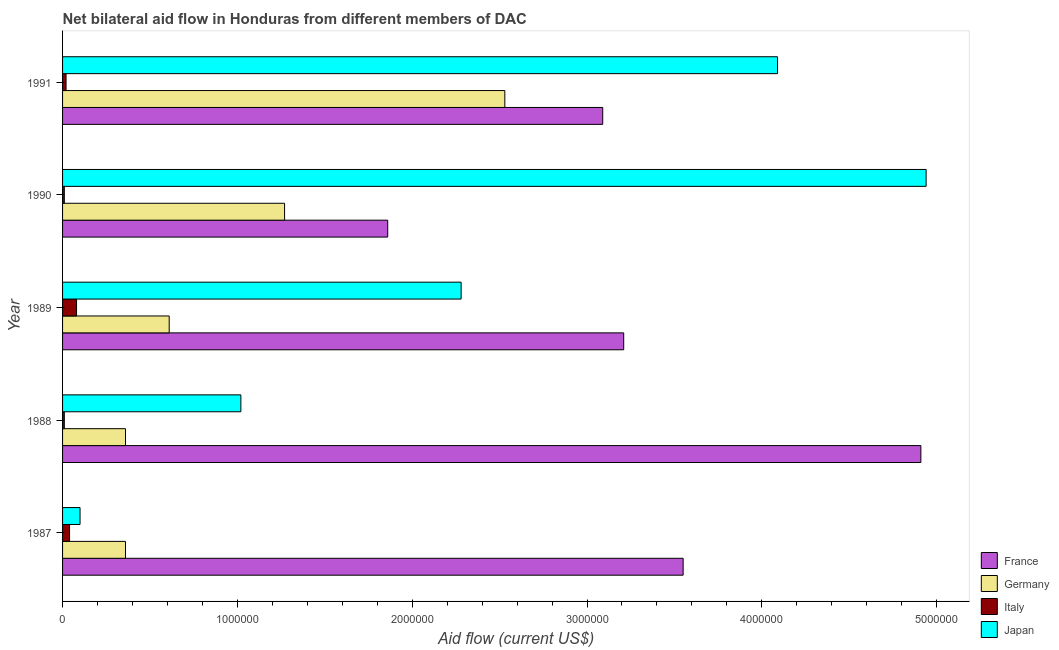 Net bilateral aid flow in Honduras from different members of DAC
1991
1990
1989
1988
1987
Year
0
1000000
2000000
3000000
4000000
5000000
Aid flow (current US$)
France
Germany
Italy
Japan